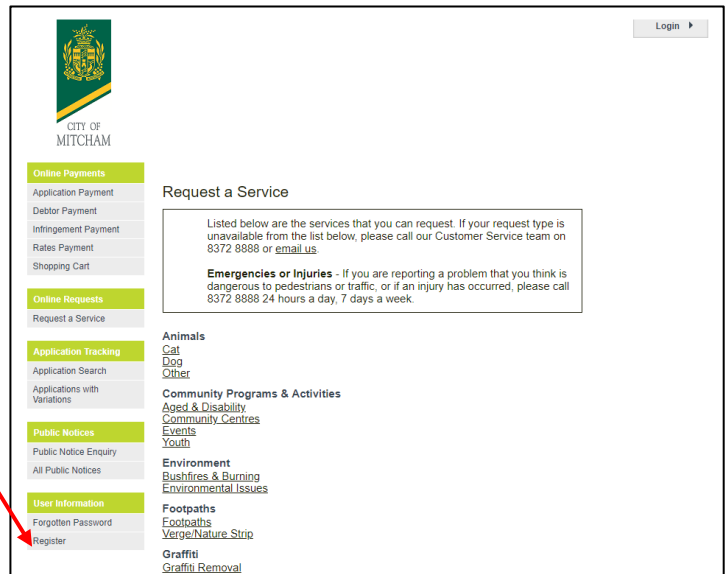 Login
CITY OF
MITCHAM
Online Payments
Application Payment
Debtor Payment
Infringement Payment
Rates Payment
Shopping Cart
Online Requests
Request a Service
Application Tracking
Application Search
Applications with
Variations
Public Notices
Public Notice Enquiry
All Public Notices
User Information
Forgotten Password
Register
Request a Service
Listed below are the services that you can request. If your request type is
unavailable from the list below, please call our Customer Service team on
8372 8888 or email us.
Emergencies or Injuries - If you are reporting a problem that you think is
dangerous to pedestrians or traffic, or if an injury has occurred, please call
8372 8888 24 hours a day, 7 days a week.
Animals
Cat
Dog
Other
Community Programs & Activities
Aged & Disability
Community Centres
Events
Youth
Environment
Bushfires & Burning
Environmental Issues
Footpaths
Footpaths
Verge/Nature Strip
Graffiti
Graffiti Removal